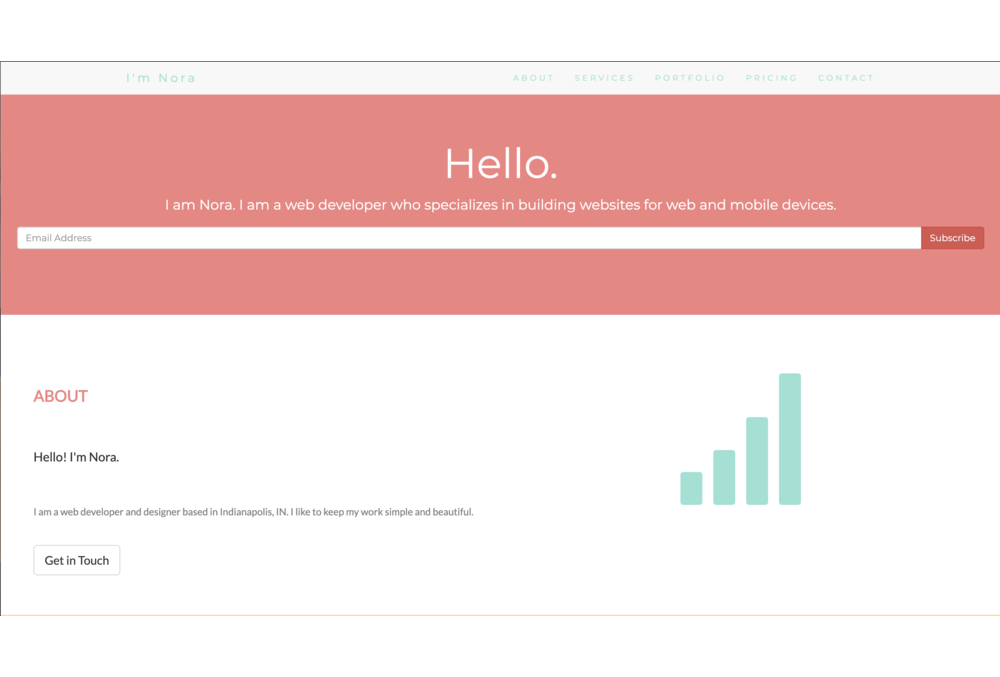 I'm Nora
ABOUT SERVICES PORTFOLIO PRICING CONTACT
Hello.
I am Nora. I am a web developer who specializes in building websites for web and mobile devices.
Email Address
Subscribe
ABOUT
Hello! I'm Nora.
I am a web developer and designer based in Indianapolis, IN. I like to keep my work simple and beautiful.
Get in Touch